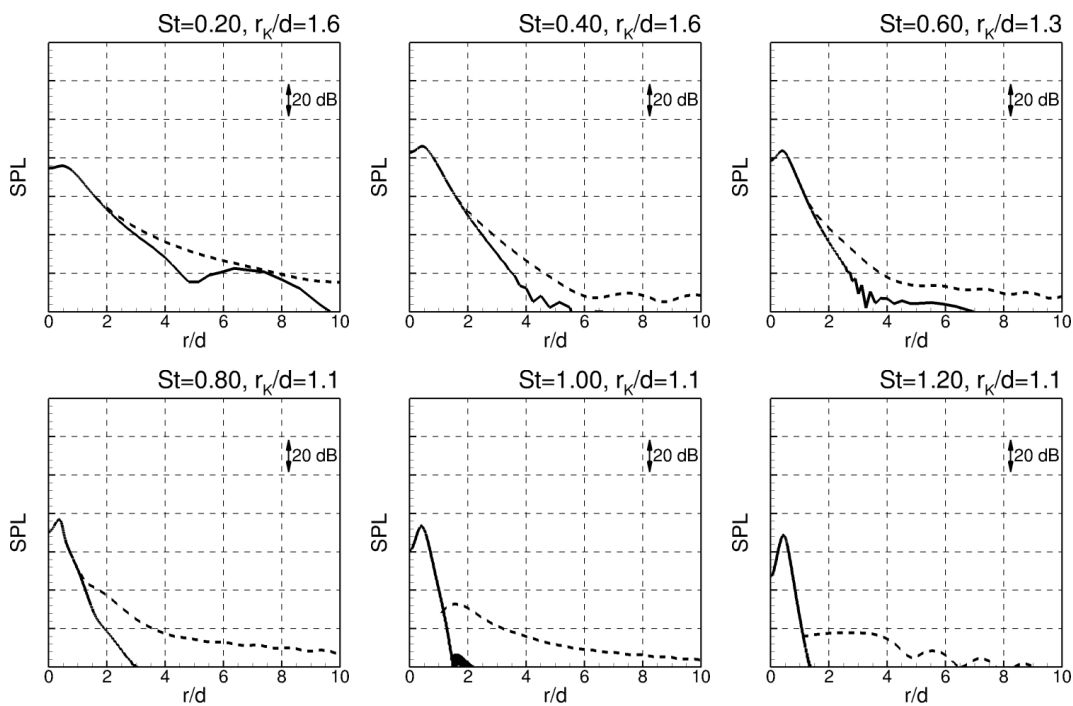 St=0.20, rK/d=1.6
20 dB
SPL
0 2 4 6 8 10
r/d
St=0.40, rK/d=1.6
20 dB
SPL
0 2 4 6 8 10
r/d
St=0.60, rK/d=1.3
20 dB
SPL
0 2 4 6 8 10
r/d
St=0.80, rK/d=1.1
20 dB
SPL
0 2 4 6 8 10
r/d
St=1.00, rK/d=1.1
20 dB
SPL
0 2 4 6 8 10
r/d
St=1.20, rK/d=1.1
20 dB
SPL
0 2 4 6 8 10
r/d